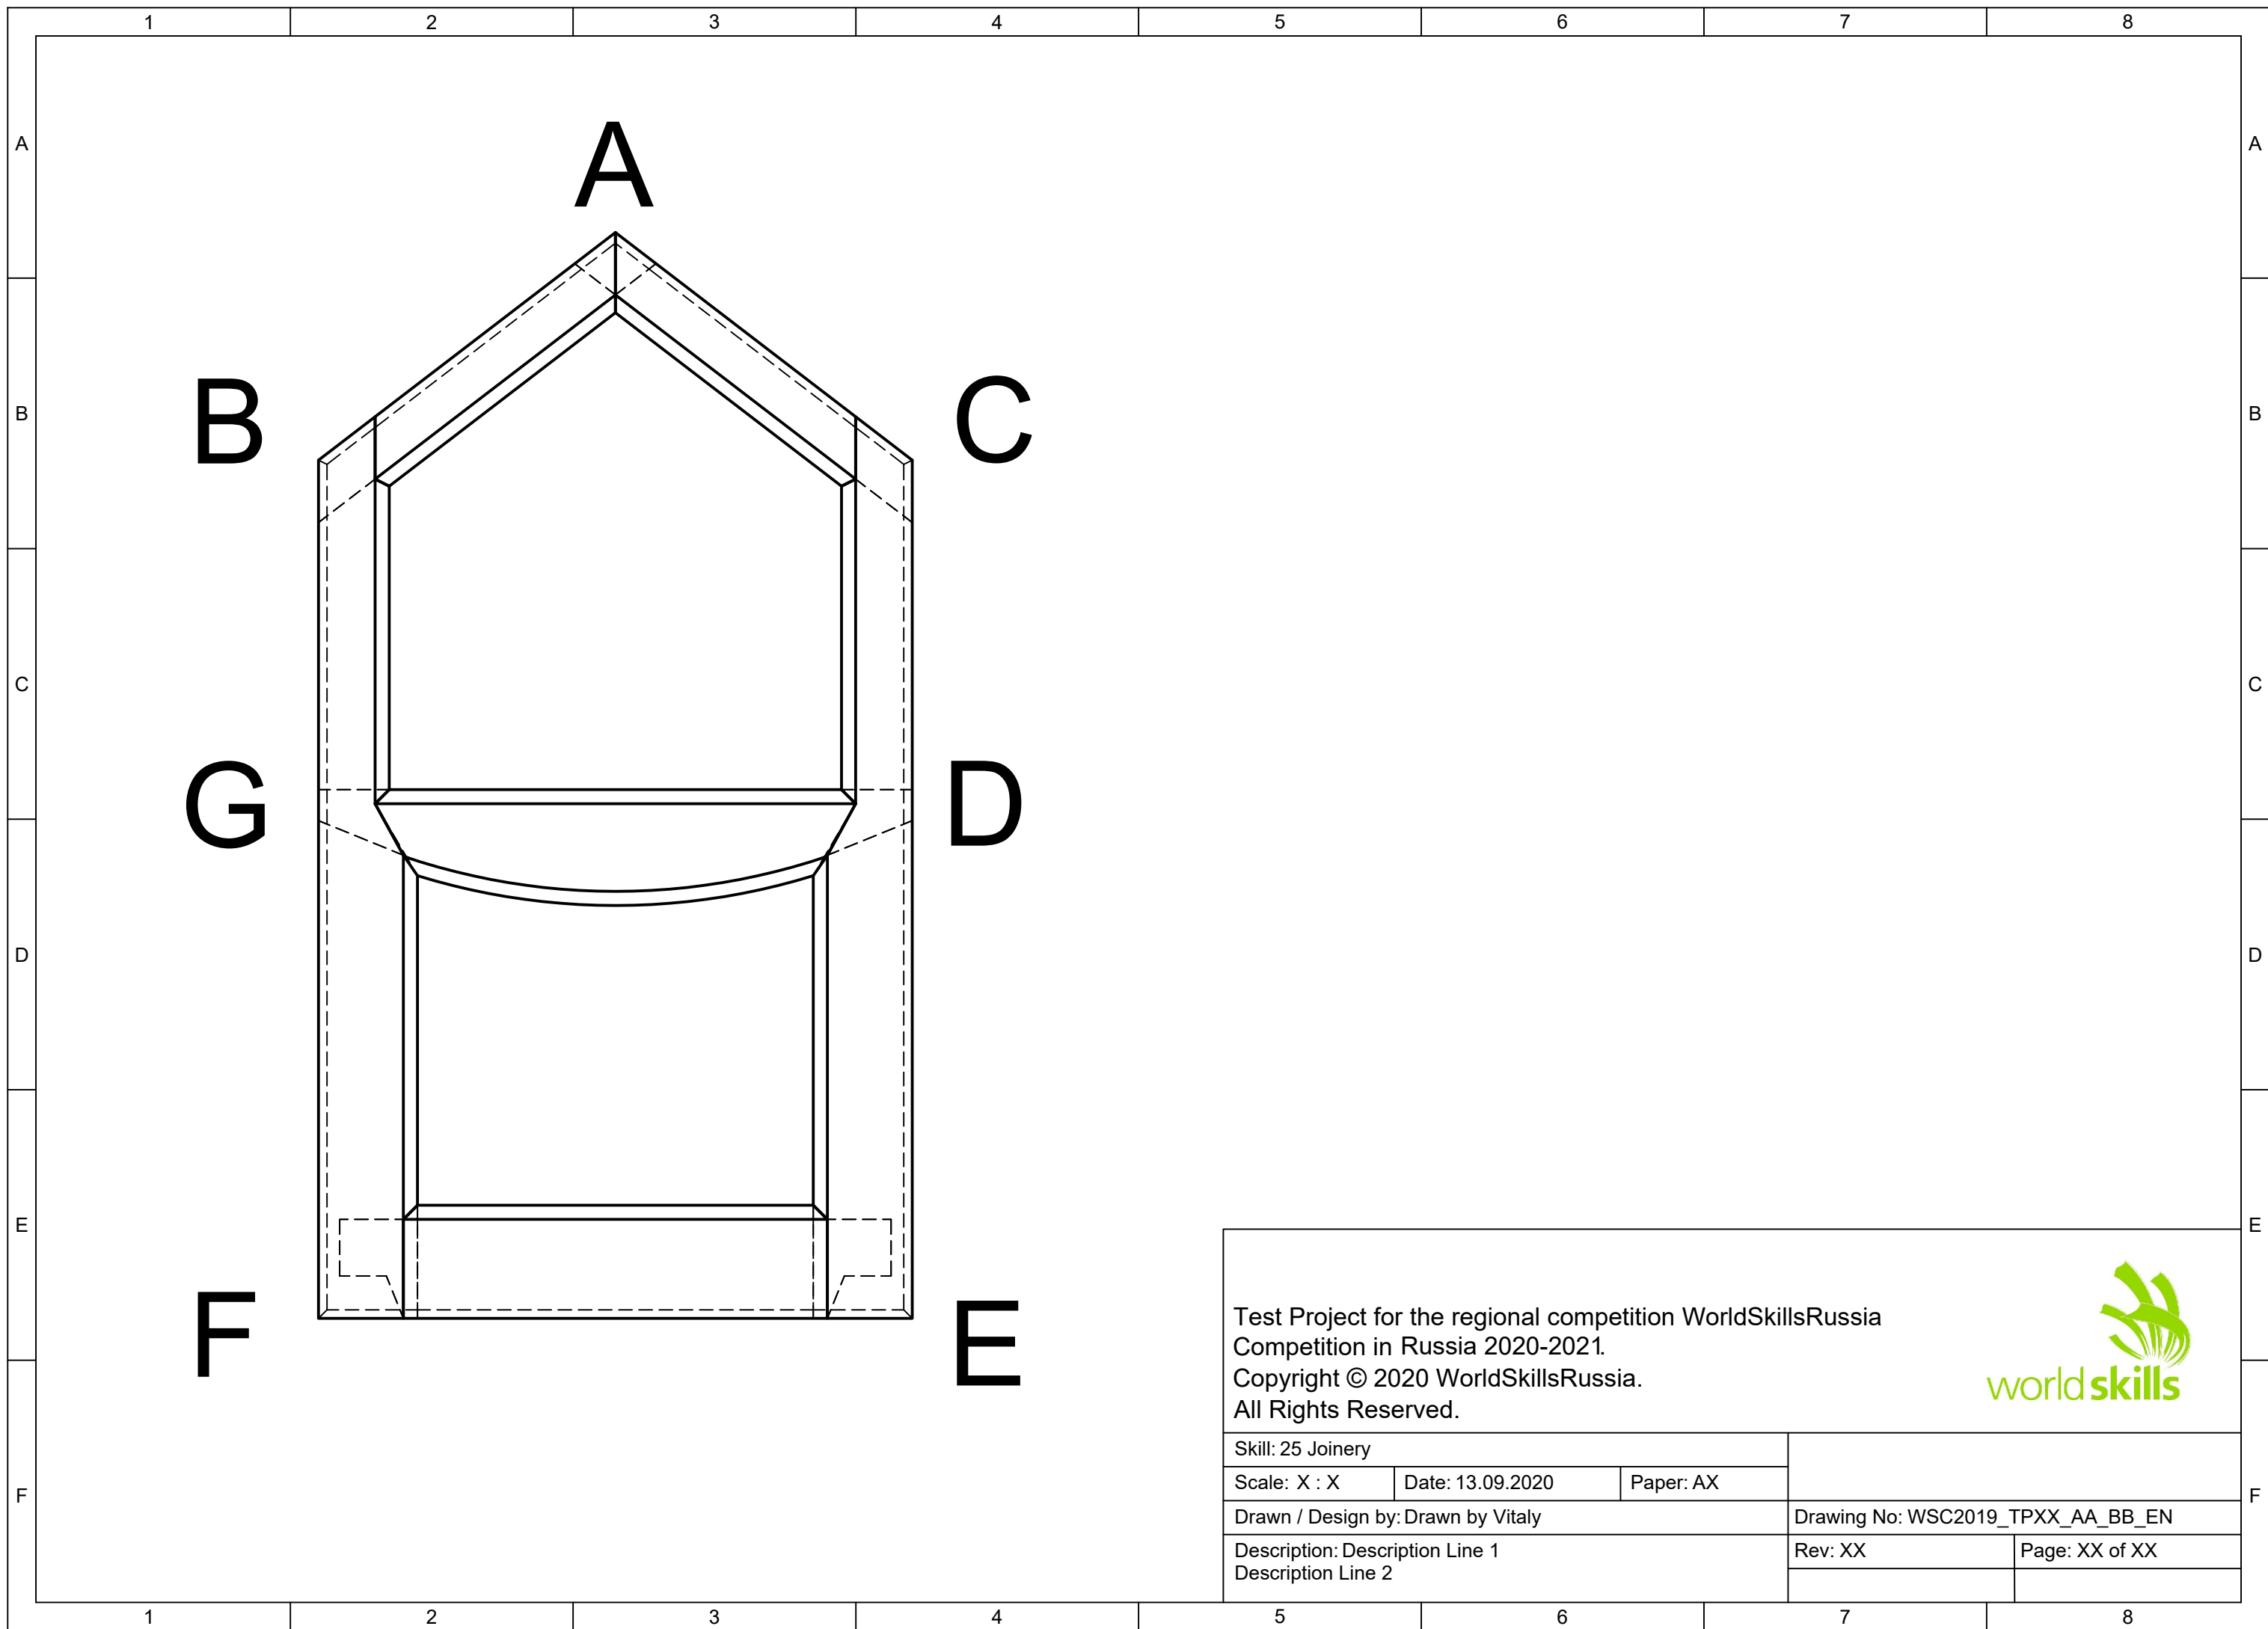 1 2 3 4 5 6 7 8
A A
A
B C
B B
C C
G D
D D
E E
F E
Test Project for the regional competition WorldSkillsRussia
Competition in Russia 2020-2021.
Copyright © 2020 WorldSkillsRussia.
All Rights Reserved.
world skills
Skill: 25 Joinery
Scale: X : X Date: 13.09.2020 Paper: AX
F F
Drawn / Design by: Drawn by Vitaly Drawing No: WSC2019_TPXX_AA_BB_EN
Description: Description Line 1 Rev: XX Page: XX of XX
Description Line 2
1 2 3 4 5 6 7 8